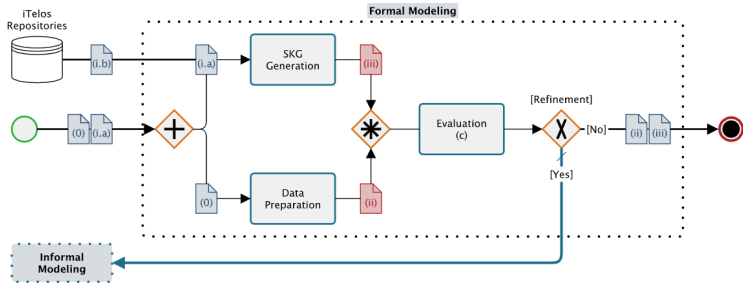 Formal Modeling
iTelos
Repositories
(i.b)
(i.a)
SKG
Generation
(iii)
(0)
(i.a)
Evaluation
(c)
[Refinement]
[No]
(ii)
(iii)
[Yes]
(0)
Data
Preparation
(ii)
Informal
Modeling